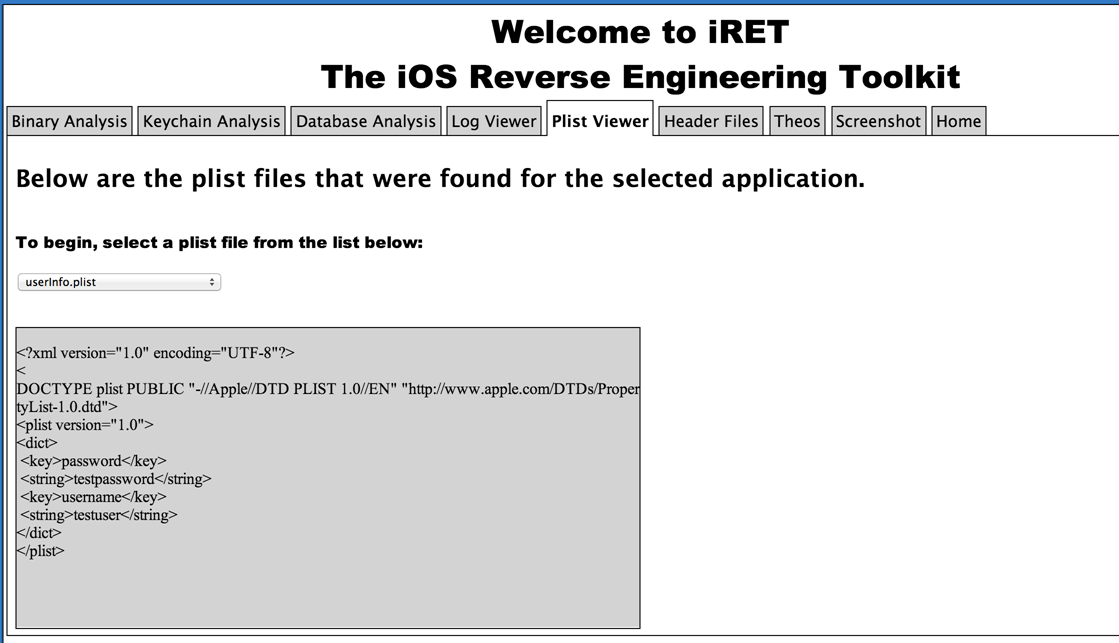 Welcome to iRET
The iOS Reverse Engineering Toolkit
Binary Analysis Keychain Analysis Database Analysis Log Viewer Plist Viewer Header Files Theos Screenshot Home
Below are the plist files that were found for the selected application.
To begin, select a plist file from the list below:
userInfo.plist
<?xml version="1.0" encoding="UTF-8"?>
<
DOCTYPE plist PUBLIC "-//Apple//DTD PLIST 1.0//EN" "http://www.apple.com/DTDs/Proper
tyList-1.0.dtd">
<plist version="1.0">
<dict>
<key>password</key>
<string>testpassword</string>
<key>username</key>
<string>testuser</string>
</dict>
</plist>